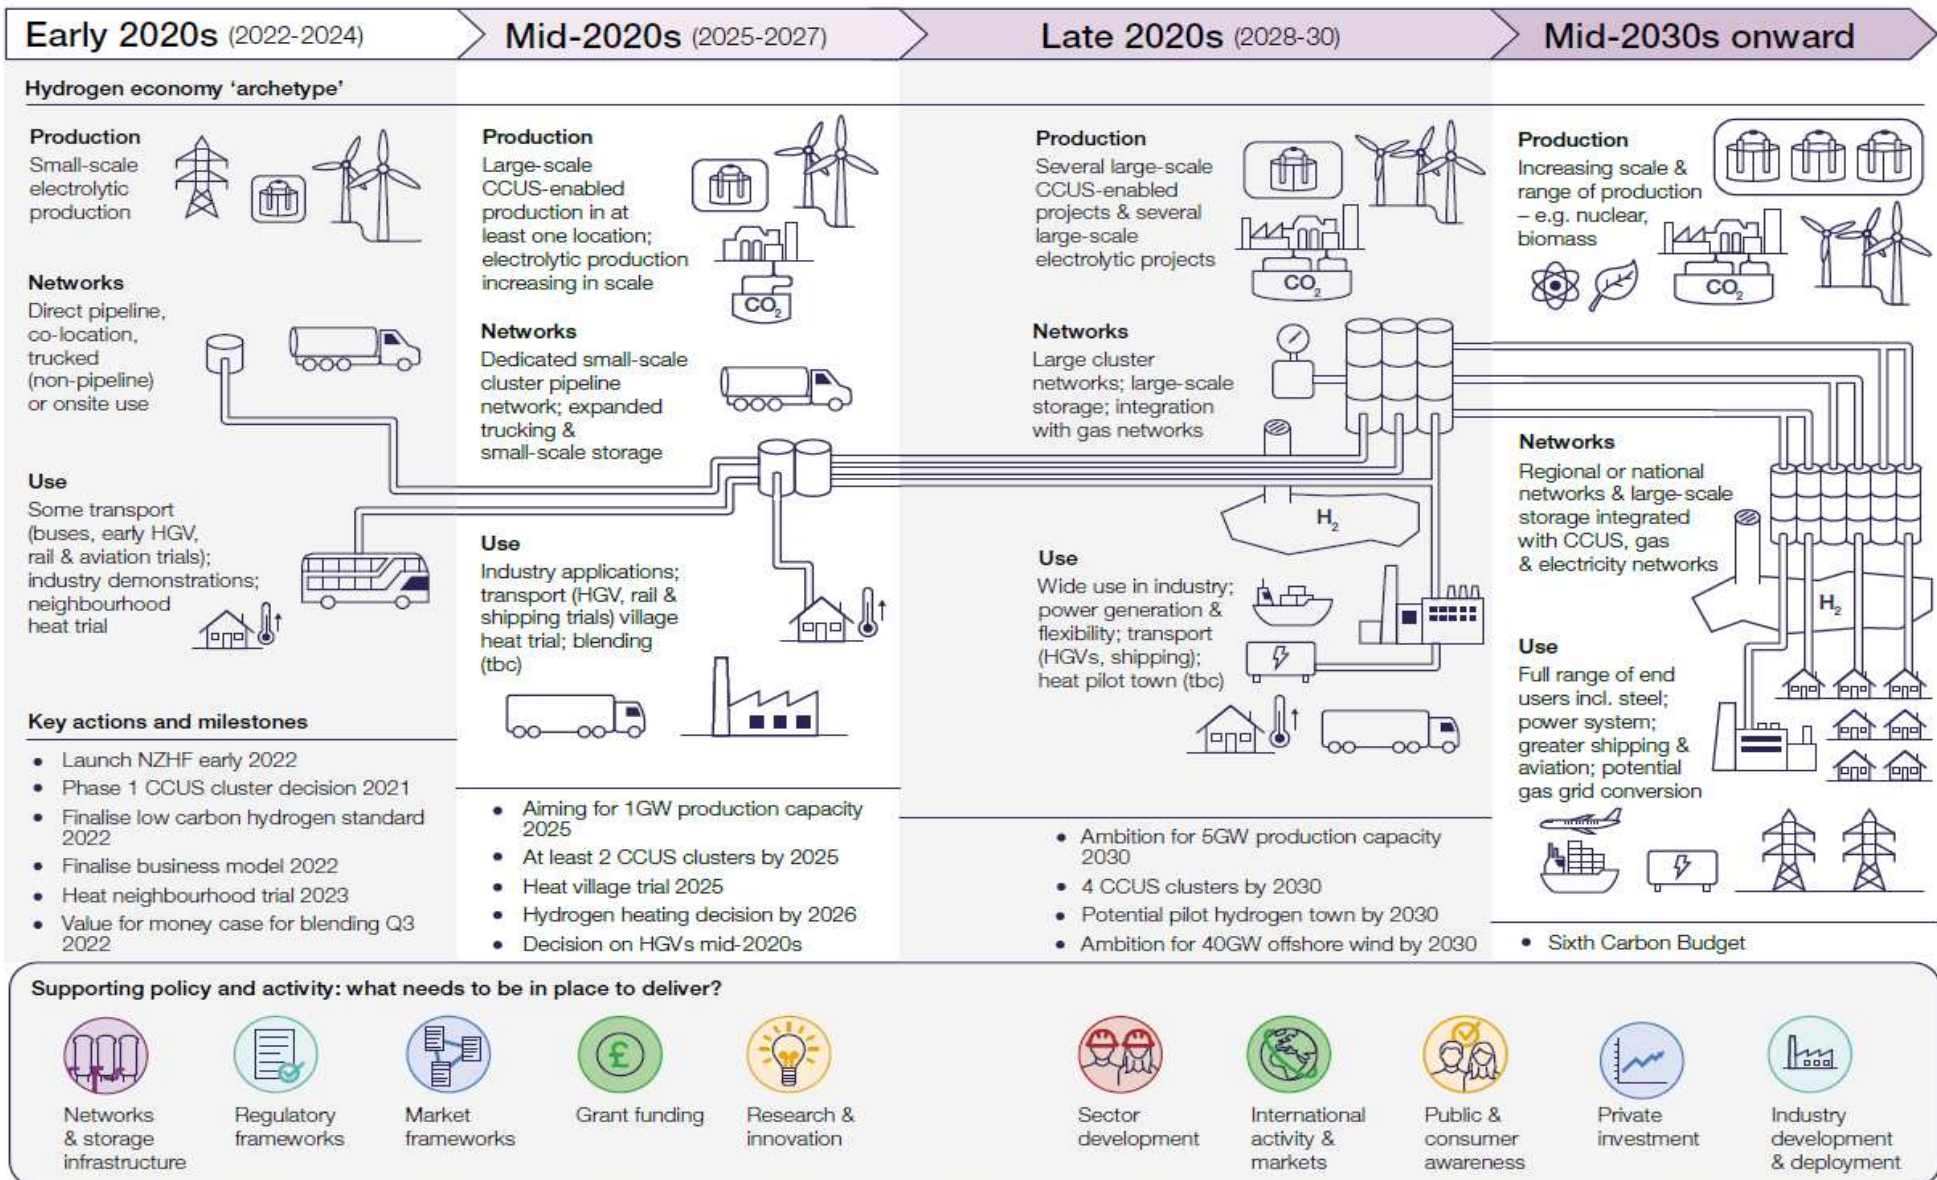 Early 2020s (2022-2024)
Mid-2020s (2025-2027)
Late 2020s (2028-30)
Mid-2030s onward
Hydrogen economy ‘archetype’
Production
Small-scale
electrolytic
production
Networks
Direct pipeline,
co-location,
trucked
(non-pipeline)
or onsite use
Use
Some transport
(buses, early HGV,
rail & aviation trials);
industry demonstrations;
neighbourhood
heat trial
Key actions and milestones
• Launch NZHF early 2022
• Phase 1 CCUS cluster decision 2021
• Finalise low carbon hydrogen standard
2022
• Finalise business model 2022
• Heat neighbourhood trial 2023
• Value for money case for blending Q3
2022
Production
Large-scale
CCUS-enabled
production in at
least one location;
electrolytic production
increasing in scale
CO2
Networks
Dedicated small-scale
cluster pipeline
network; expanded
trucking &
small-scale storage
Use
Industry applications;
transport (HGV, rail &
shipping trials) village
heat trial; blending
(tbc)
• Aiming for 1GW production capacity
2025
• At least 2 CCUS clusters by 2025
• Heat village trial 2025
• Hydrogen heating decision by 2026
• Decision on HGVs mid-2020s
Production
Several large-scale
CCUS-enabled
projects & several
large-scale
electrolytic projects
CO2
Networks
Large cluster
networks; large-scale
storage; integration
with gas networks
H2
Use
Wide use in industry;
power generation &
flexibility; transport
(HGVs, shipping);
heat pilot town (tbc)
• Ambition for 5GW production capacity
2030
• 4 CCUS clusters by 2030
• Potential pilot hydrogen town by 2030
• Ambition for 40GW offshore wind by 2030
Production
Increasing scale &
range of production
– e.g. nuclear,
biomass
CO2
Networks
Regional or national
networks & large-scale
storage integrated
with CCUS, gas
& electricity networks
H2
Use
Full range of end
users incl. steel;
power system;
greater shipping &
aviation; potential
gas grid conversion
• Sixth Carbon Budget
Supporting policy and activity: what needs to be in place to deliver?
£
Networks
& storage
infrastructure
Regulatory
frameworks
Market
frameworks
Grant funding
Research &
innovation
Sector
development
International
activity &
markets
Public &
consumer
awareness
Private
investment
Industry
development
& deployment